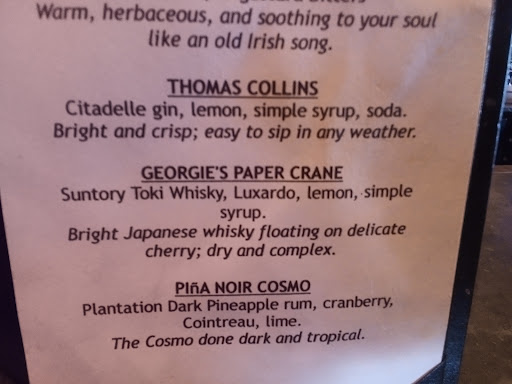 Bitters
Warm, herbaceous, and soothing to your soul
like an old Irish song.
THOMAS COLLINS
Citadelle gin, lemon, simple syrup, soda.
Bright and crisp; easy to sip in any weather.
GEORGIE'S PAPER CRANE
Suntory Toki Whisky, Luxardo, lemon, simple
syrup.
Bright Japanese whisky floating on delicate
cherry; dry and complex.
PIñA NOIR COSMO
Plantation Dark Pineapple rum, cranberry,
Cointreau, lime.
The Cosmo done dark and tropical.